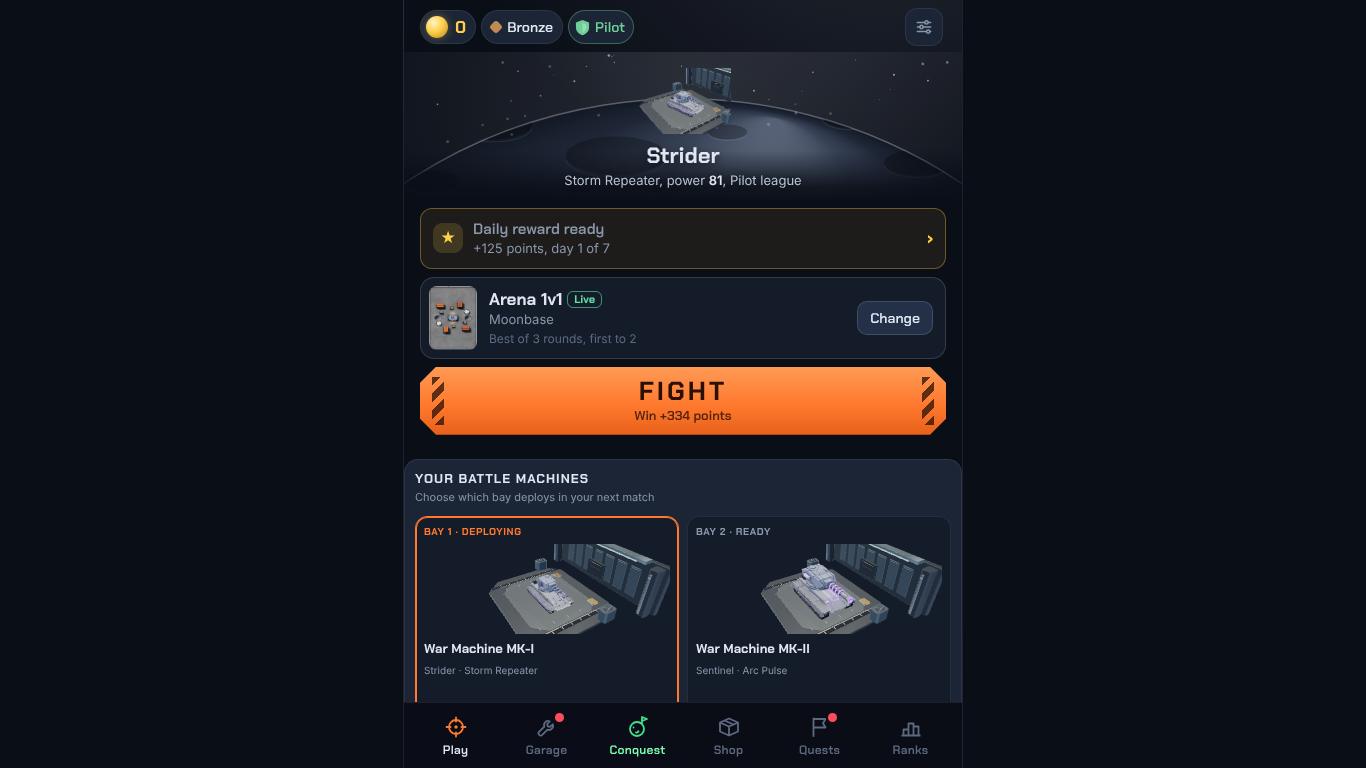 0
Bronze
Pilot
Strider
Storm Repeater, power 81, Pilot league
Daily reward ready
+125 points, day 1 of 7
Arena 1v1 Live
Moonbase
Best of 3 rounds, first to 2
Change
FIGHT
Win +334 points
YOUR BATTLE MACHINES
Choose which bay deploys in your next match
BAY 1 · DEPLOYING
War Machine MK-I
Strider · Storm Repeater
BAY 2 · READY
War Machine MK-II
Sentinel · Arc Pulse
Play
Garage
Conquest
Shop
Quests
Ranks